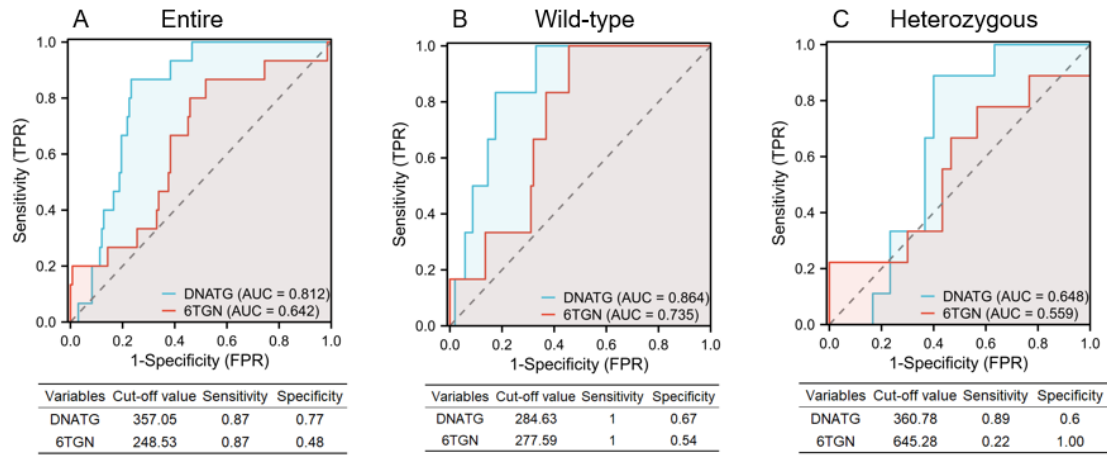 A Entire
Sensitivity (TPR)
1.0
0.8
0.6
0.4
0.2
0.0
DNATG (AUC = 0.812)
6TGN (AUC = 0.642)
0.0 0.2 0.4 0.6 0.8 1.0
1-Specificity (FPR)
Variables Cut-off value Sensitivity Specificity
DNATG 357.05 0.87 0.77
6TGN 248.53 0.87 0.48
B Wild-type
Sensitivity (TPR)
1.0
0.8
0.6
0.4
0.2
0.0
DNATG (AUC = 0.864)
6TGN (AUC = 0.735)
0.0 0.2 0.4 0.6 0.8 1.0
1-Specificity (FPR)
Variables Cut-off value Sensitivity Specificity
DNATG 284.63 1 0.67
6TGN 277.59 1 0.54
C Heterozygous
Sensitivity (TPR)
1.0
0.8
0.6
0.4
0.2
0.0
DNATG (AUC = 0.648)
6TGN (AUC = 0.559)
0.0 0.2 0.4 0.6 0.8 1.0
1-Specificity (FPR)
Variables Cut-off value Sensitivity Specificity
DNATG 360.78 0.89 0.6
6TGN 645.28 0.22 1.00